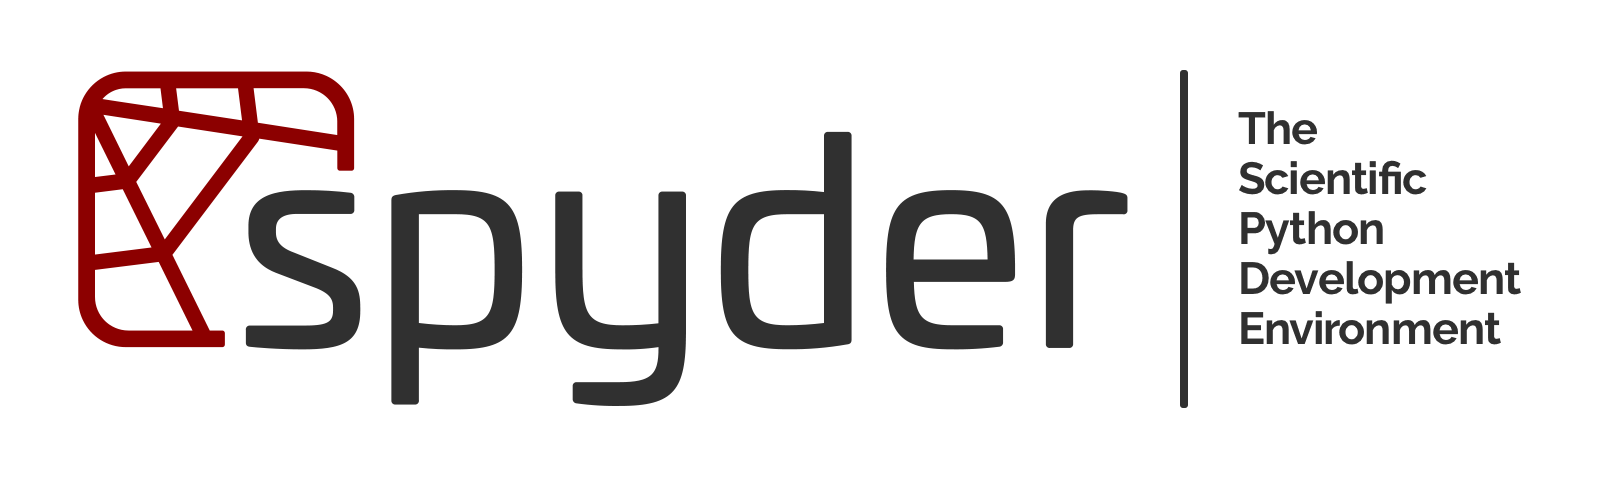 spyder
The
Scientific
Python
Development
Environment